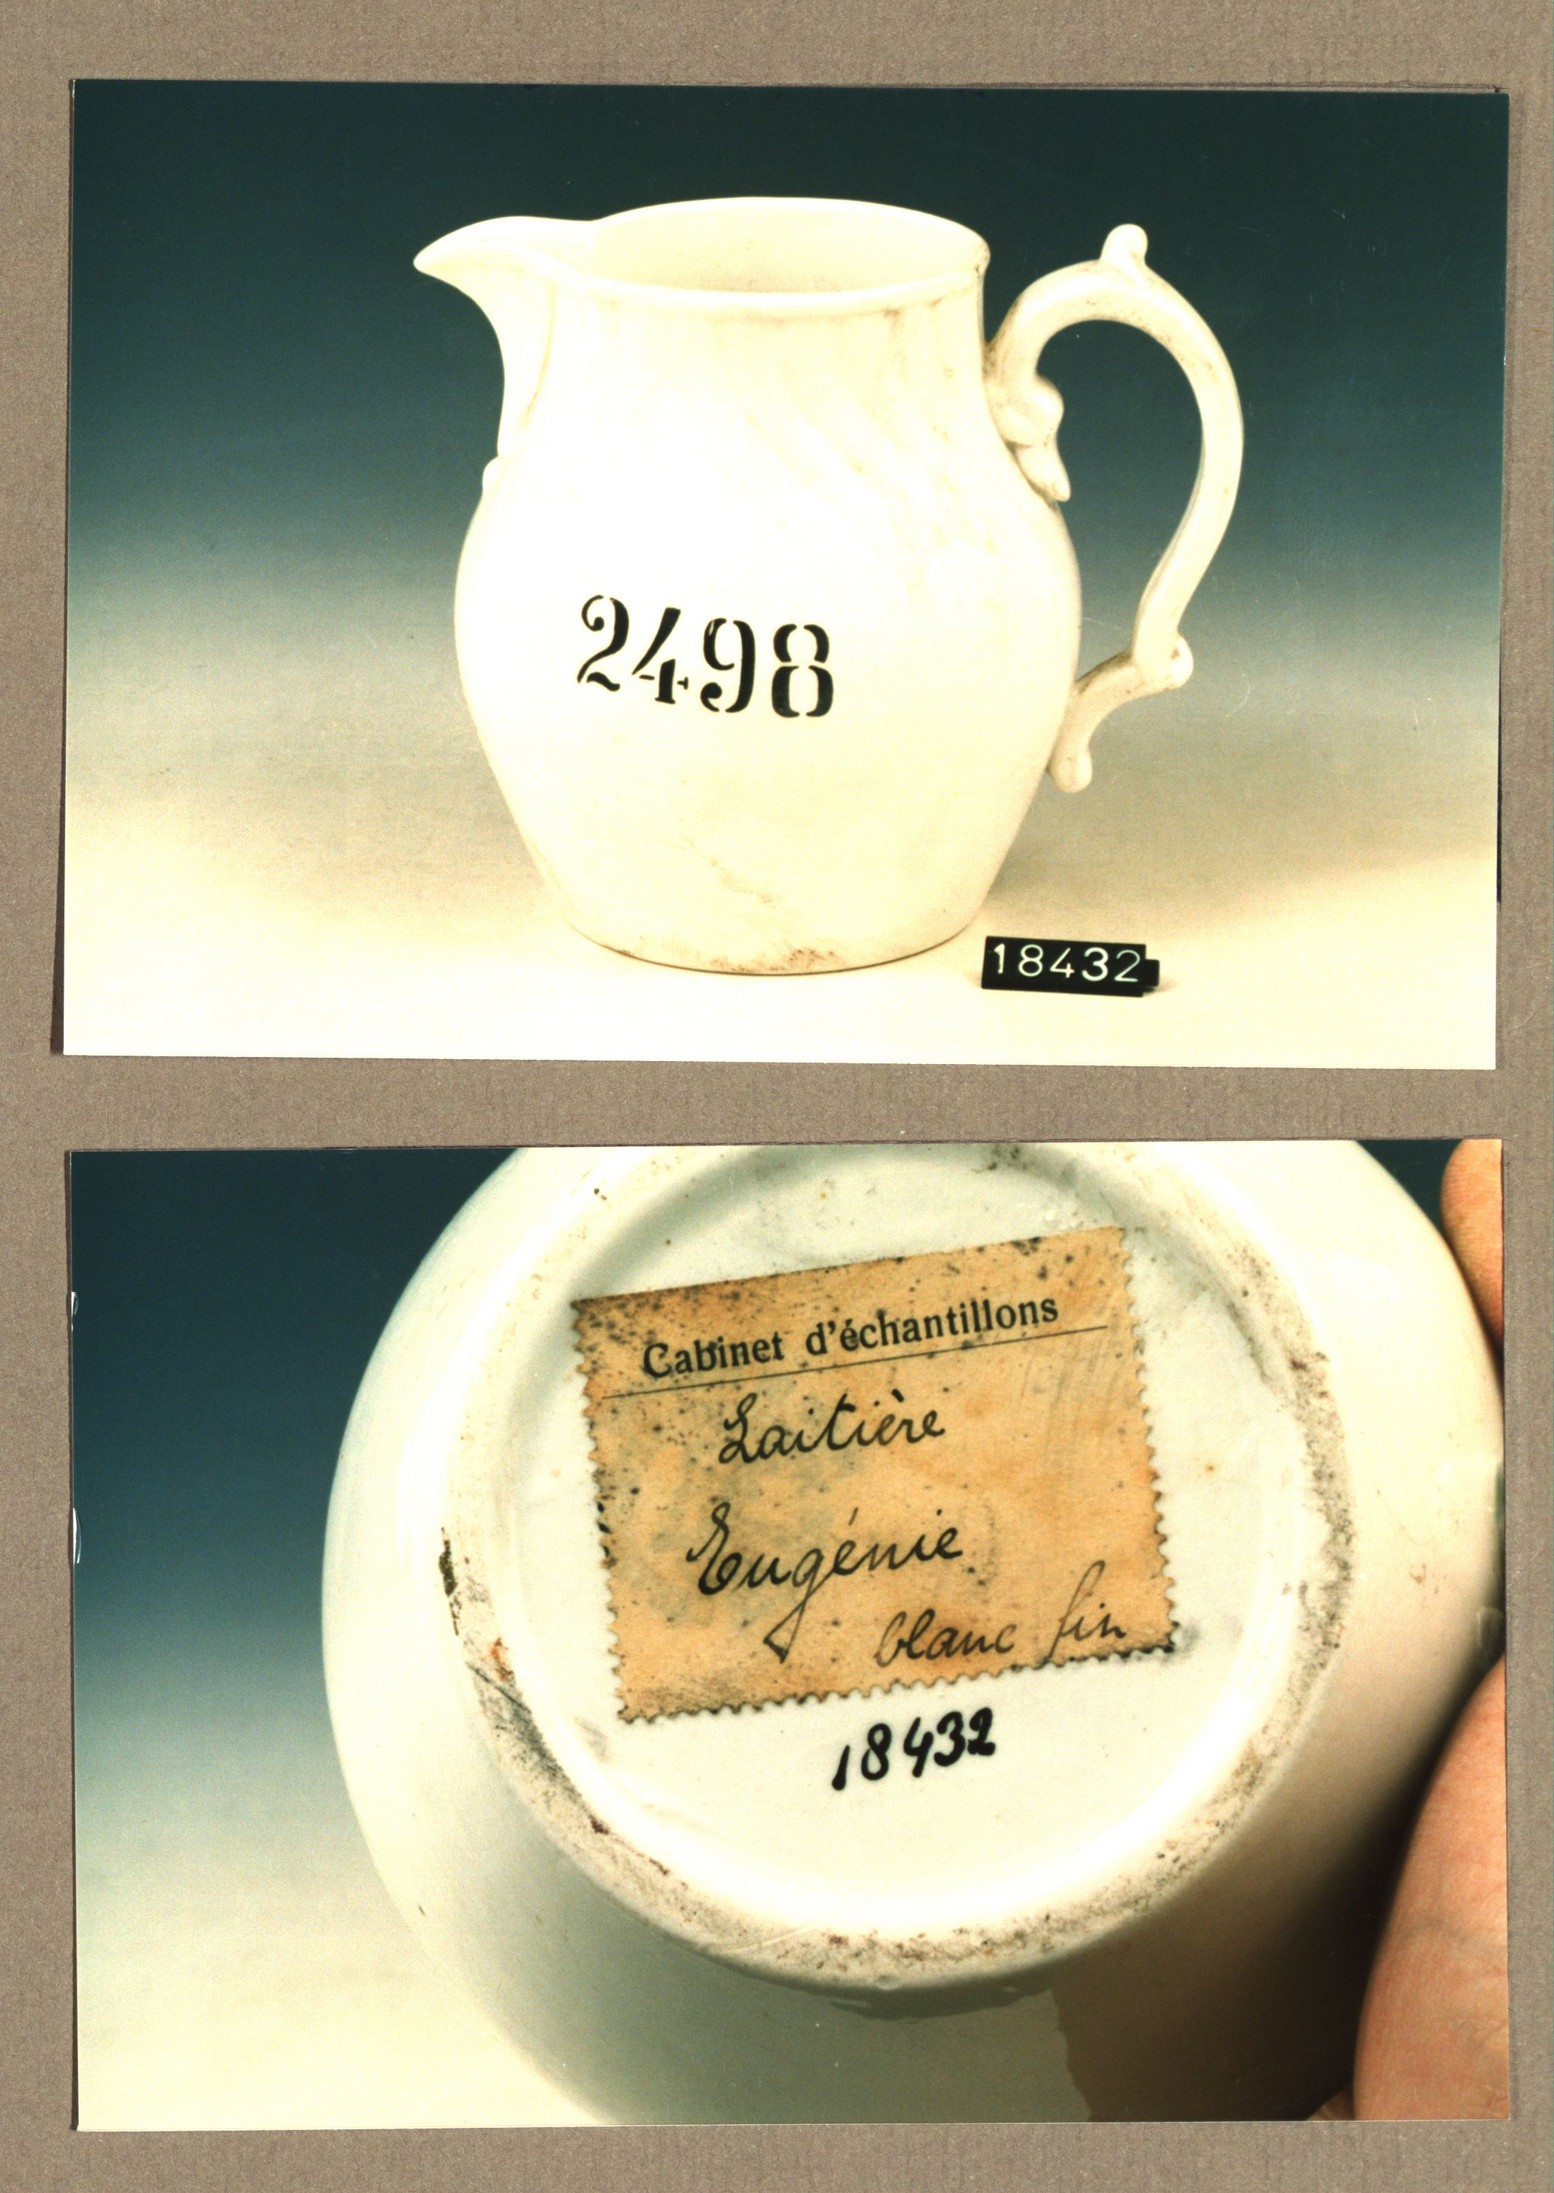 2498
18432
Cabinet d'échantillons
Laitière
Eugénie
blanc fin
18432